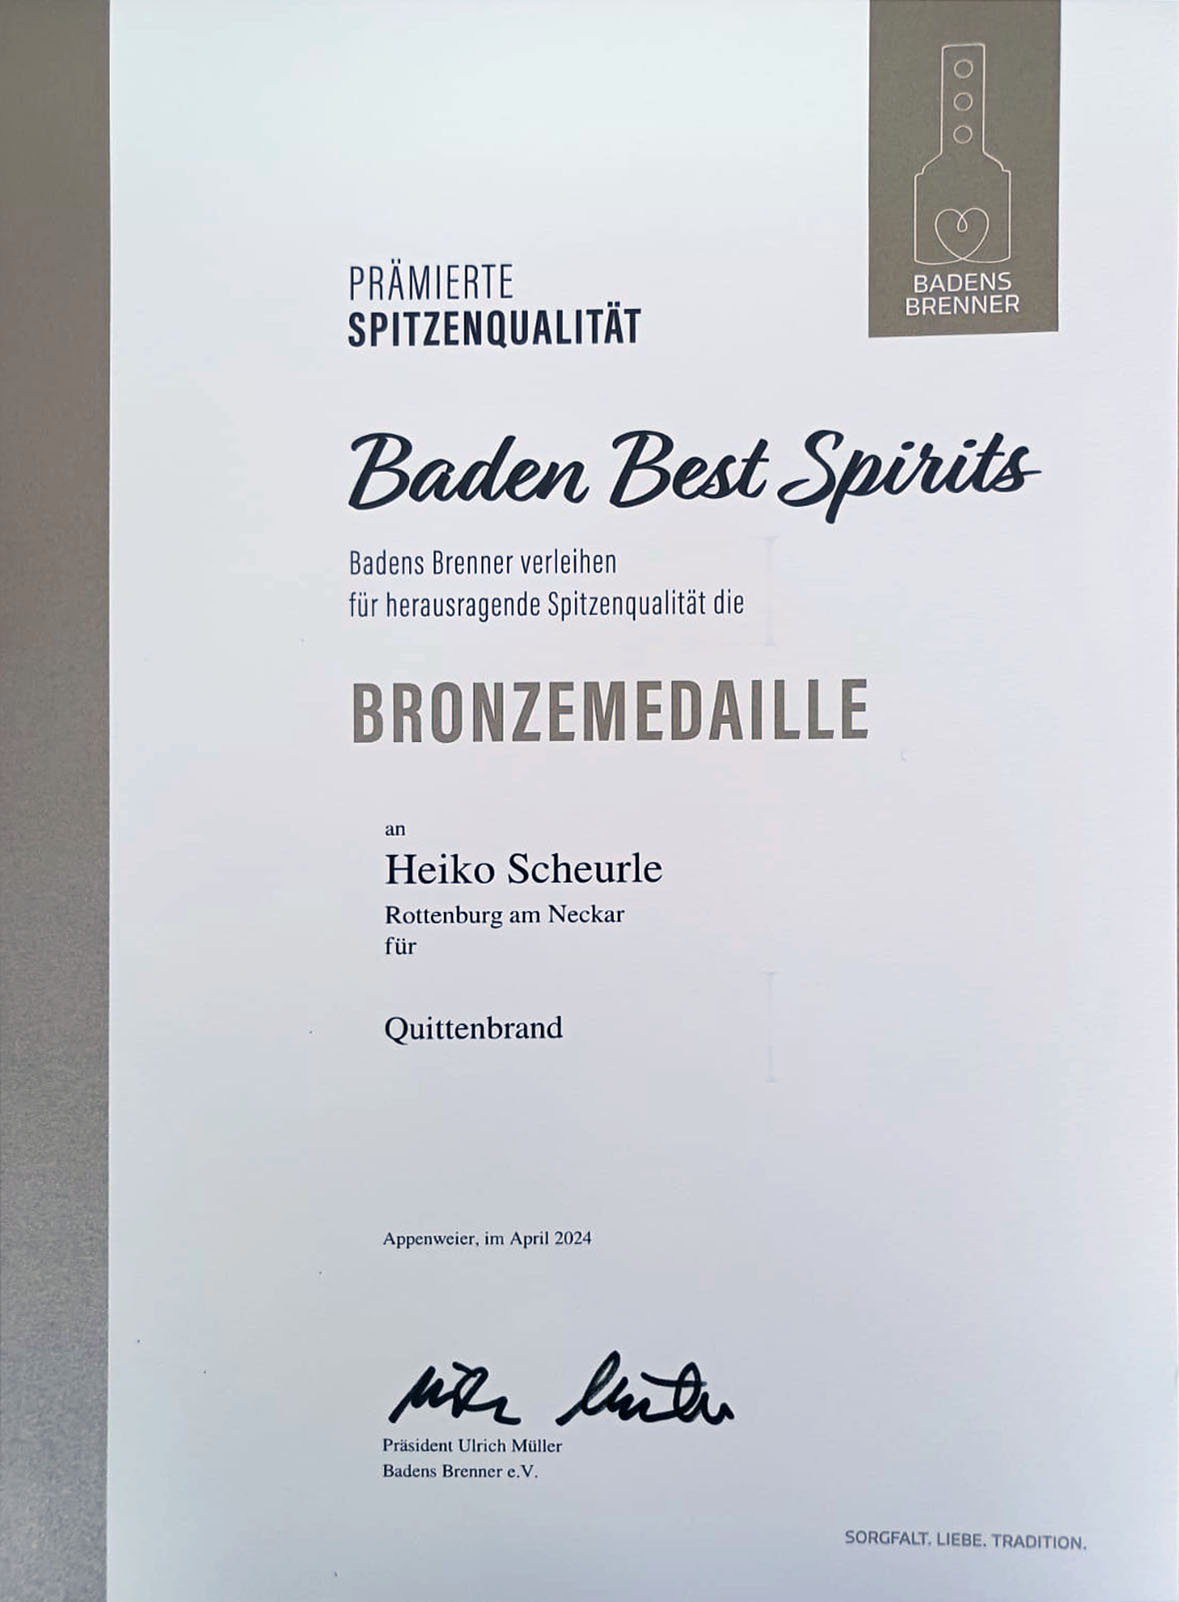 BADENS
BRENNER
PRÄMIERTE
SPITZENQUALITÄT
Baden Best Spirits
Badens Brenner verleihen
für herausragende Spitzenqualität die
BRONZEMEDAILLE
an
Heiko Scheurle
Rottenburg am Neckar
für
Quittenbrand
Appenweier, im April 2024
Präsident Ulrich Müller
Badens Brenner e.V.
SORGFALT. LIEBE. TRADITION.